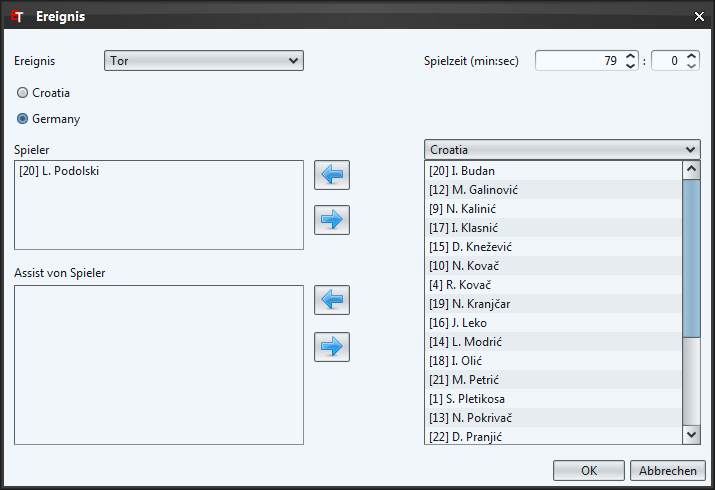 ET Ereignis
Ereignis
Tor
Spielzeit (min:sec)
79 : 0
Croatia
Germany
Spieler
[20] L. Podolski
Assist von Spieler
Croatia
[20] I. Budan
[12] M. Galinović
[9] N. Kalinić
[17] I. Klasnić
[15] D. Knežević
[10] N. Kovač
[4] R. Kovač
[19] N. Kranjčar
[16] J. Leko
[14] L. Modrić
[18] I. Olić
[21] M. Petrić
[1] S. Pletikosa
[13] N. Pokrivač
[22] D. Pranjić
OK
Abbrechen